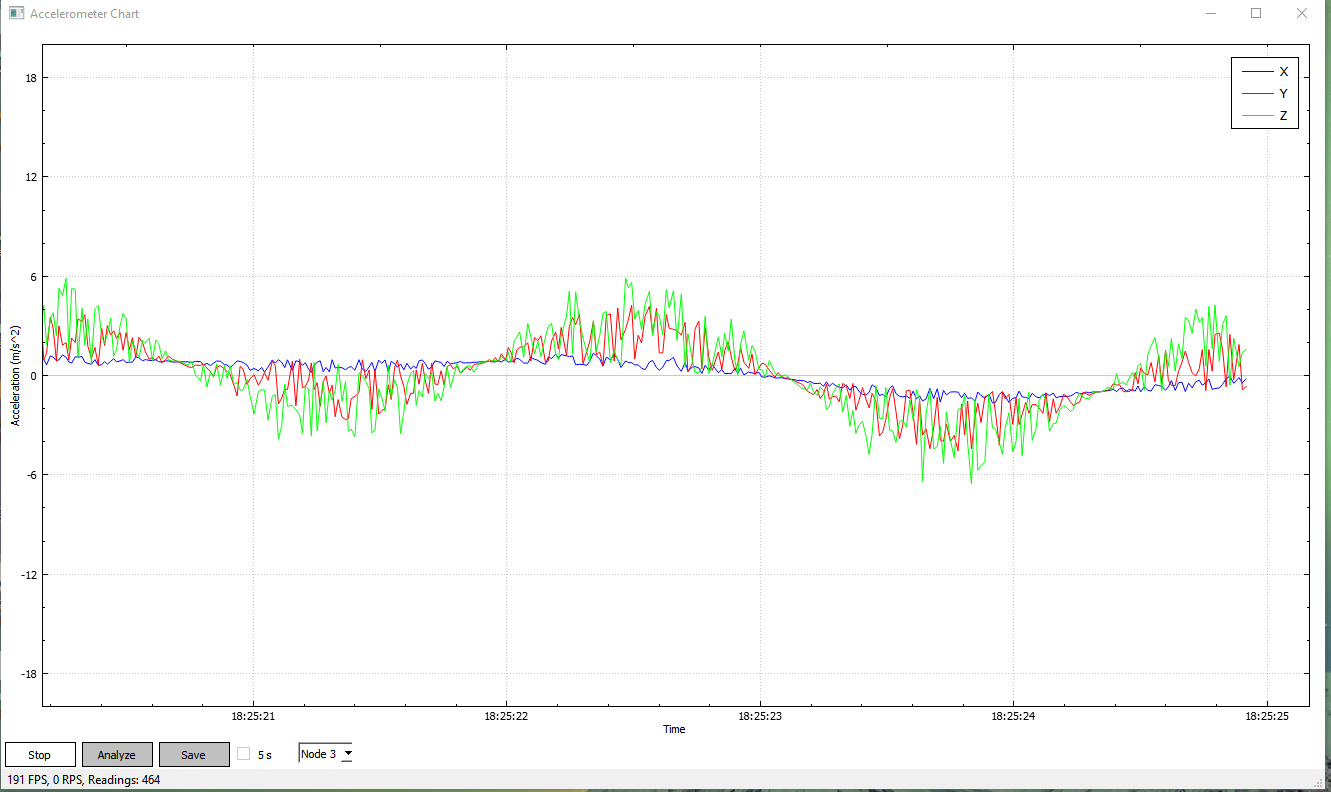 Accelerometer Chart
X
Y
Z
18
12
6
0
-6
-12
-18
Acceleration (m/s^2)
18:25:21 18:25:22 18:25:23 18:25:24 18:25:25
Time
Stop Analyze Save 5 s Node 3
191 FPS, 0 RPS, Readings: 464